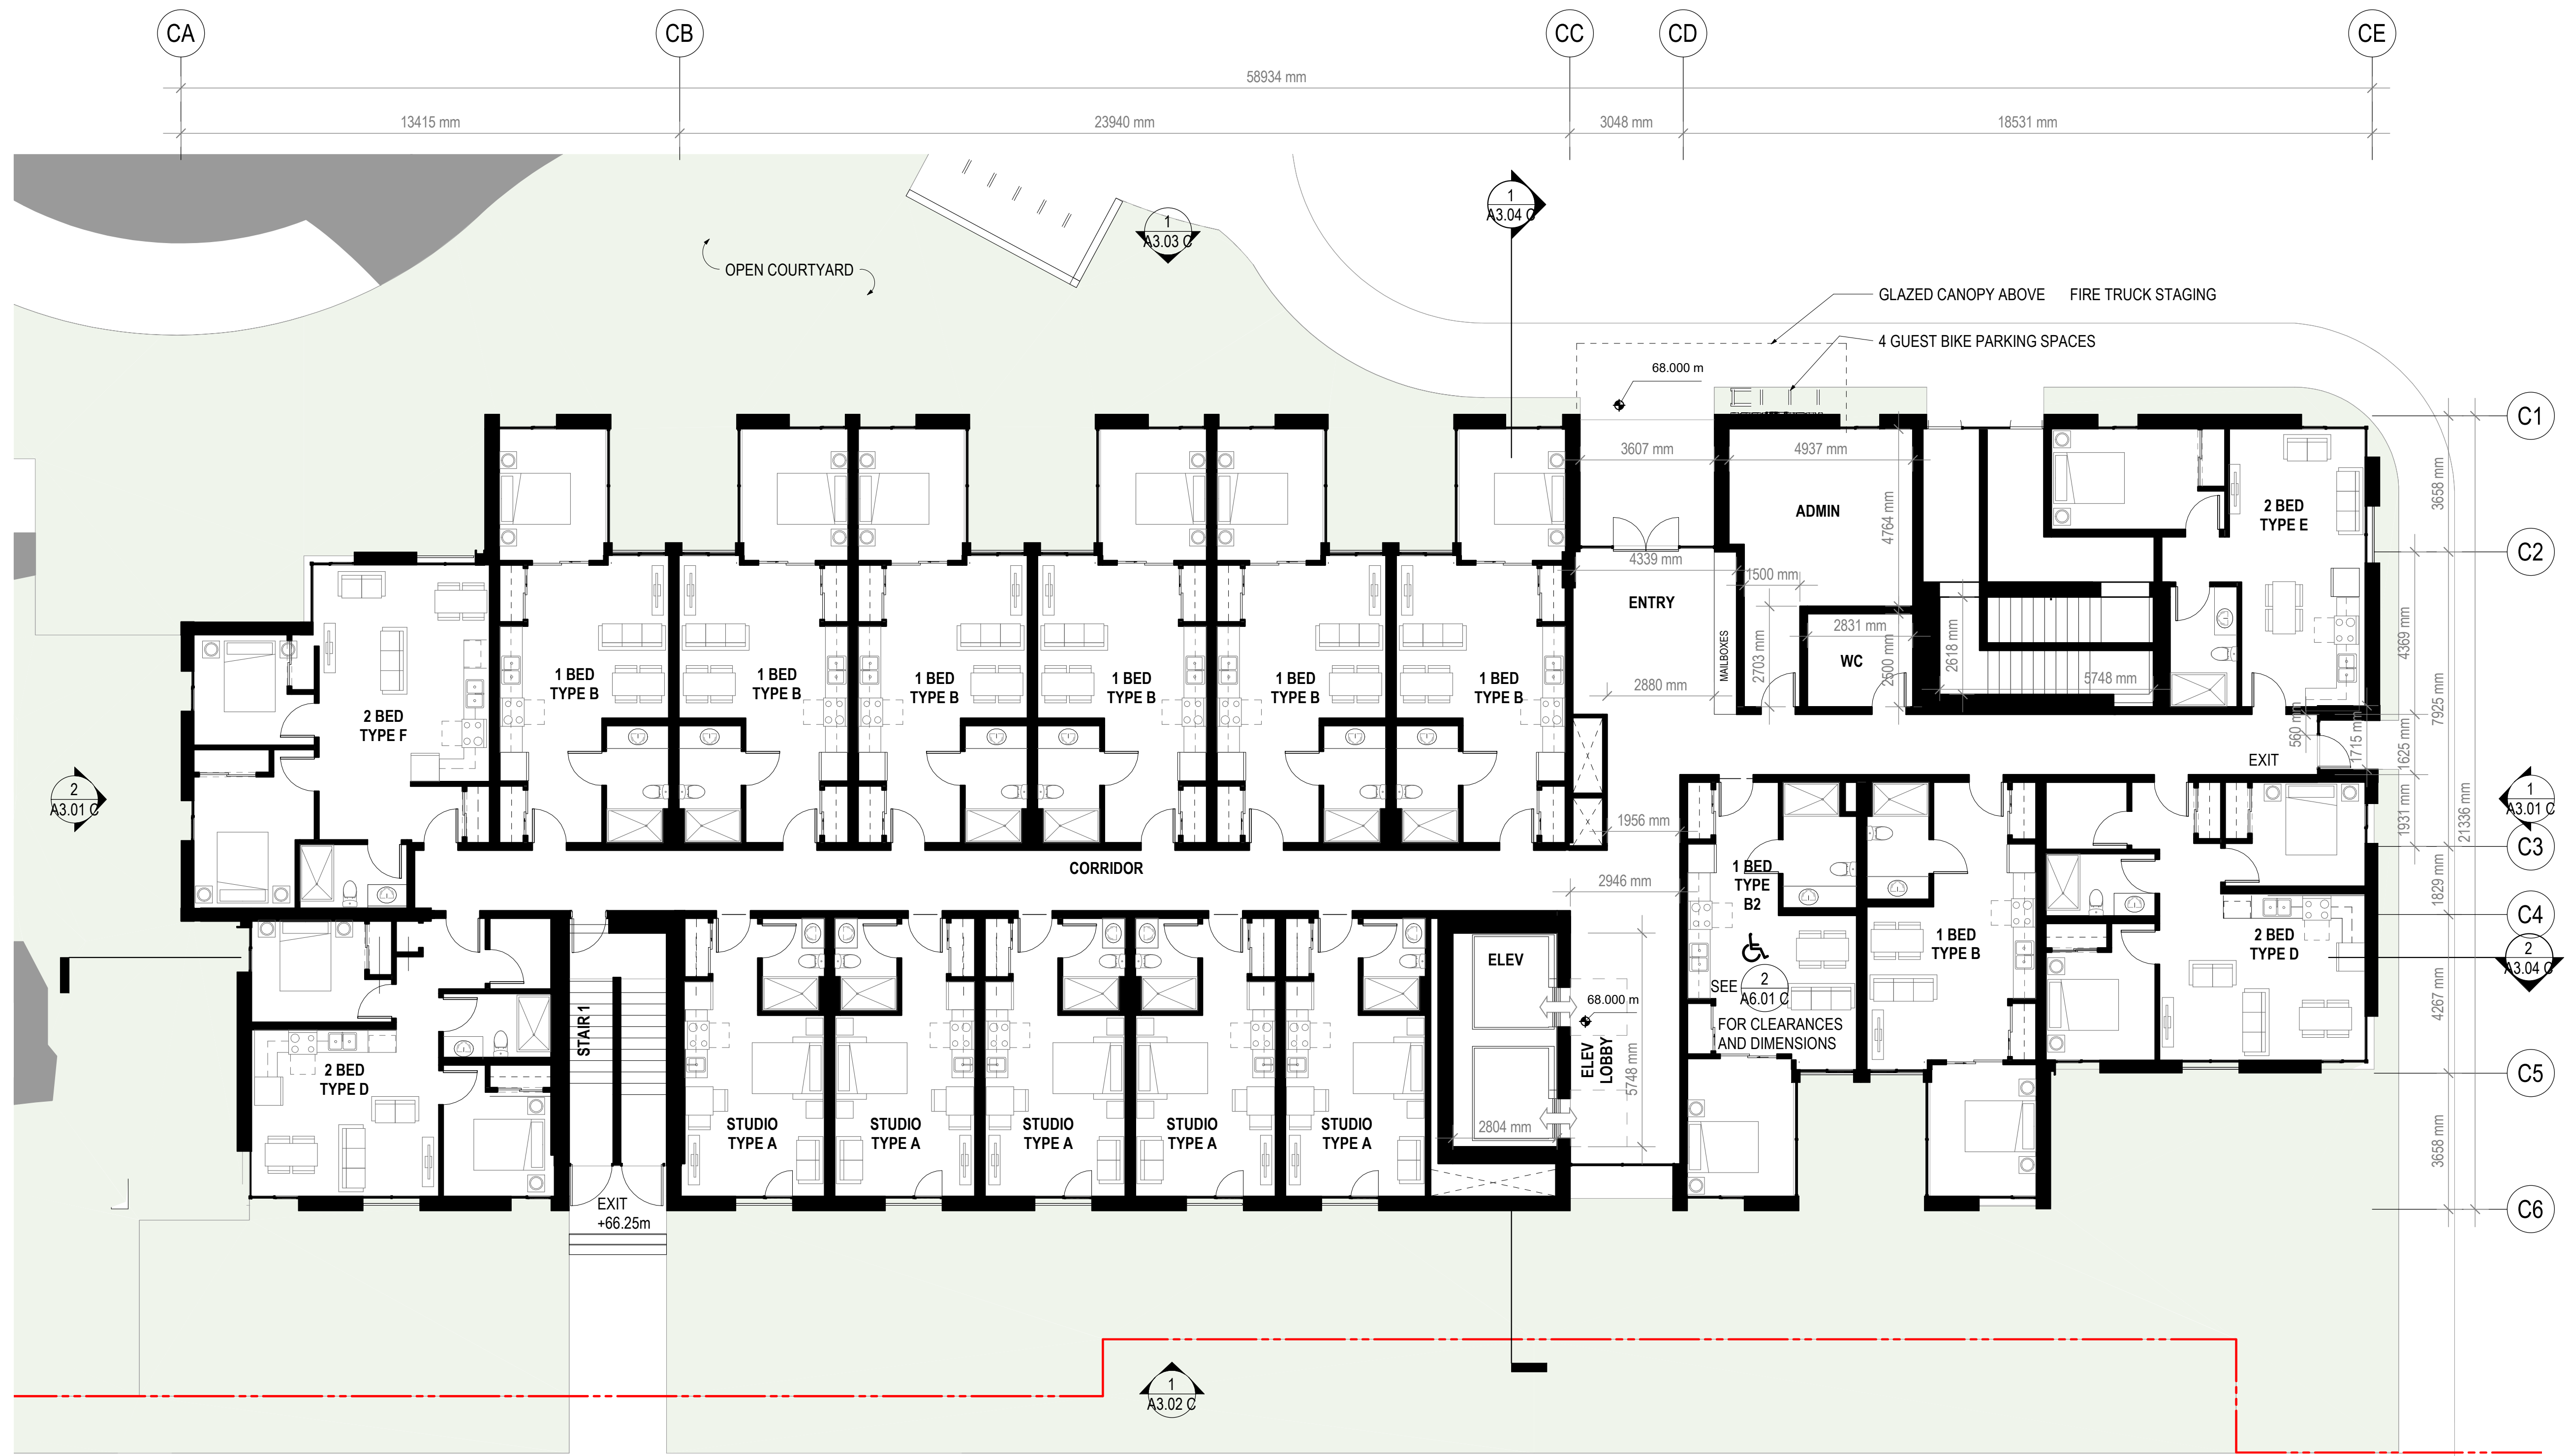 CA
CB
CC
CD
CE
58934 mm
13415 mm
23940 mm
3048 mm
18531 mm
1
A3.04 C
1
A3.03 C
OPEN COURTYARD
GLAZED CANOPY ABOVE
FIRE TRUCK STAGING
4 GUEST BIKE PARKING SPACES
68.000 m
C1
3607 mm
4937 mm
3658 mm
ADMIN
2 BED
TYPE E
4764 mm
C2
4339 mm
1500 mm
ENTRY
2831 mm
MAILBOXES
2703 mm
WC
2500 mm
2618 mm
4369 mm
5748 mm
2880 mm
7925 mm
1 BED
TYPE B
1 BED
TYPE B
1 BED
TYPE B
1 BED
TYPE B
1 BED
TYPE B
1 BED
TYPE B
2 BED
TYPE F
560 mm
1715 mm
1625 mm
EXIT
2
A3.01 C
1
A3.01 C
1931 mm
21336 mm
1956 mm
C3
CORRIDOR
2946 mm
1829 mm
1 BED
TYPE
B2
C4
1 BED
TYPE B
2 BED
TYPE D
2
A3.04 C
ELEV
SEE
2
A6.01 C
FOR CLEARANCES
AND DIMENSIONS
68.000 m
ELEV
LOBBY
5748 mm
4267 mm
STAIR 1
2 BED
TYPE D
C5
STUDIO
TYPE A
STUDIO
TYPE A
STUDIO
TYPE A
STUDIO
TYPE A
STUDIO
TYPE A
2804 mm
3658 mm
EXIT
+66.25m
C6
1
A3.02 C